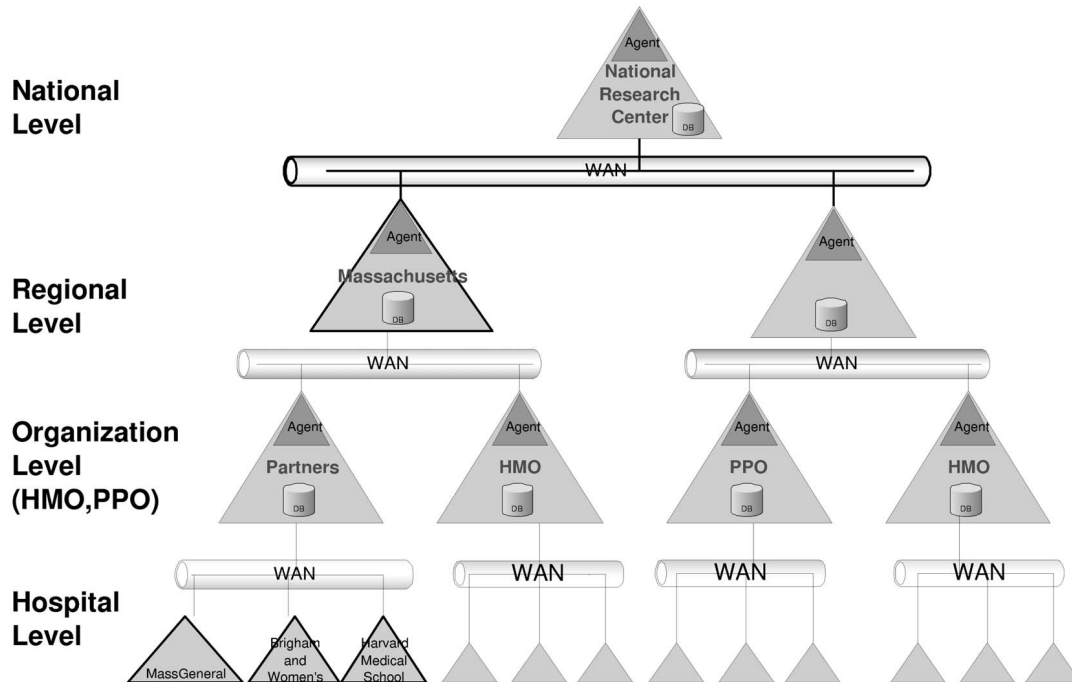 Agent
National
Research
Center
DB
National
Level
WAN
Agent
Massachusetts
DB
Agent
DB
Regional
Level
WAN
WAN
Organization
Level
(HMO,PPO)
Agent
Partners
DB
Agent
HMO
DB
Agent
PPO
DB
Agent
HMO
DB
WAN
WAN
WAN
WAN
Hospital
Level
MassGeneral
Brigham
and
Women's
Harvard
Medical
School